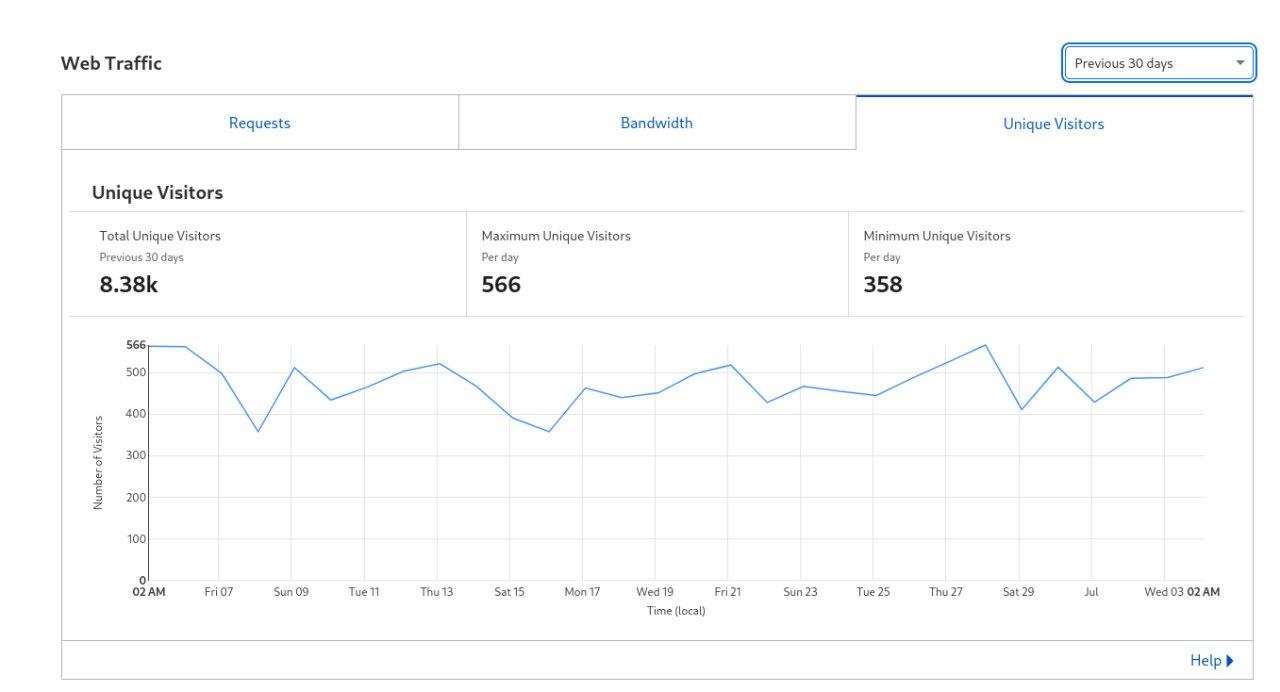 Web Traffic
Previous 30 days
Requests
Bandwidth
Unique Visitors
Unique Visitors
Total Unique Visitors
Previous 30 days
8.38k
Maximum Unique Visitors
Per day
566
Minimum Unique Visitors
Per day
358
Number of Visitors
566
500
400
300
200
100
0
02 AM Fri 07 Sun 09 Tue 11 Thu 13 Sat 15 Mon 17 Wed 19 Fri 21 Sun 23 Tue 25 Thu 27 Sat 29 Jul Wed 03 02 AM
Time (local)
Help